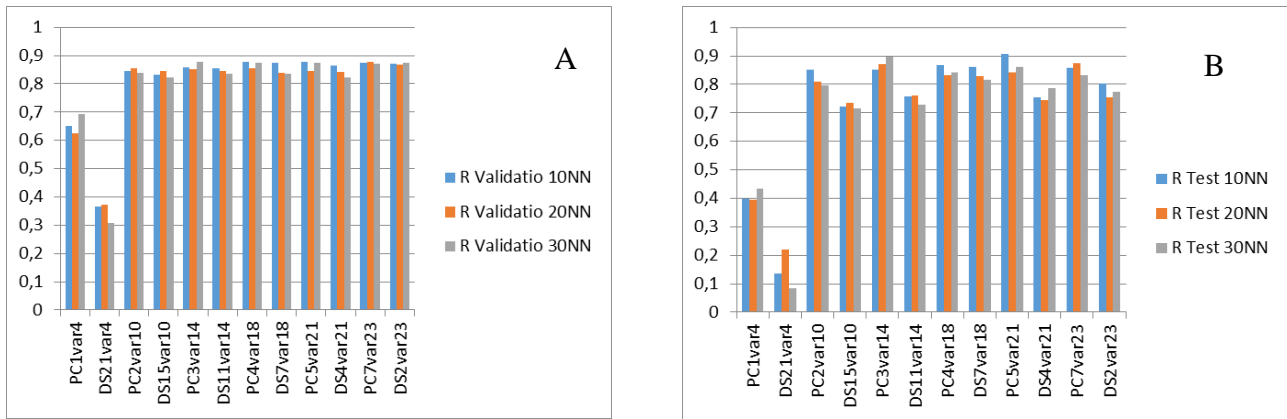 A
1
0,9
0,8
0,7
0,6
0,5
0,4
0,3
0,2
0,1
0
PC1var4
DS21var4
PC2var10
DS15var10
PC3var14
DS11var14
PC4var18
DS7var18
PC5var21
DS4var21
PC7var23
DS2var23
R Validatio 10NN
R Validatio 20NN
R Validatio 30NN
B
1
0,9
0,8
0,7
0,6
0,5
0,4
0,3
0,2
0,1
0
PC1var4
DS21var4
PC2var10
DS15var10
PC3var14
DS11var14
PC4var18
DS7var18
PC5var21
DS4var21
PC7var23
DS2var23
R Test 10NN
R Test 20NN
R Test 30NN